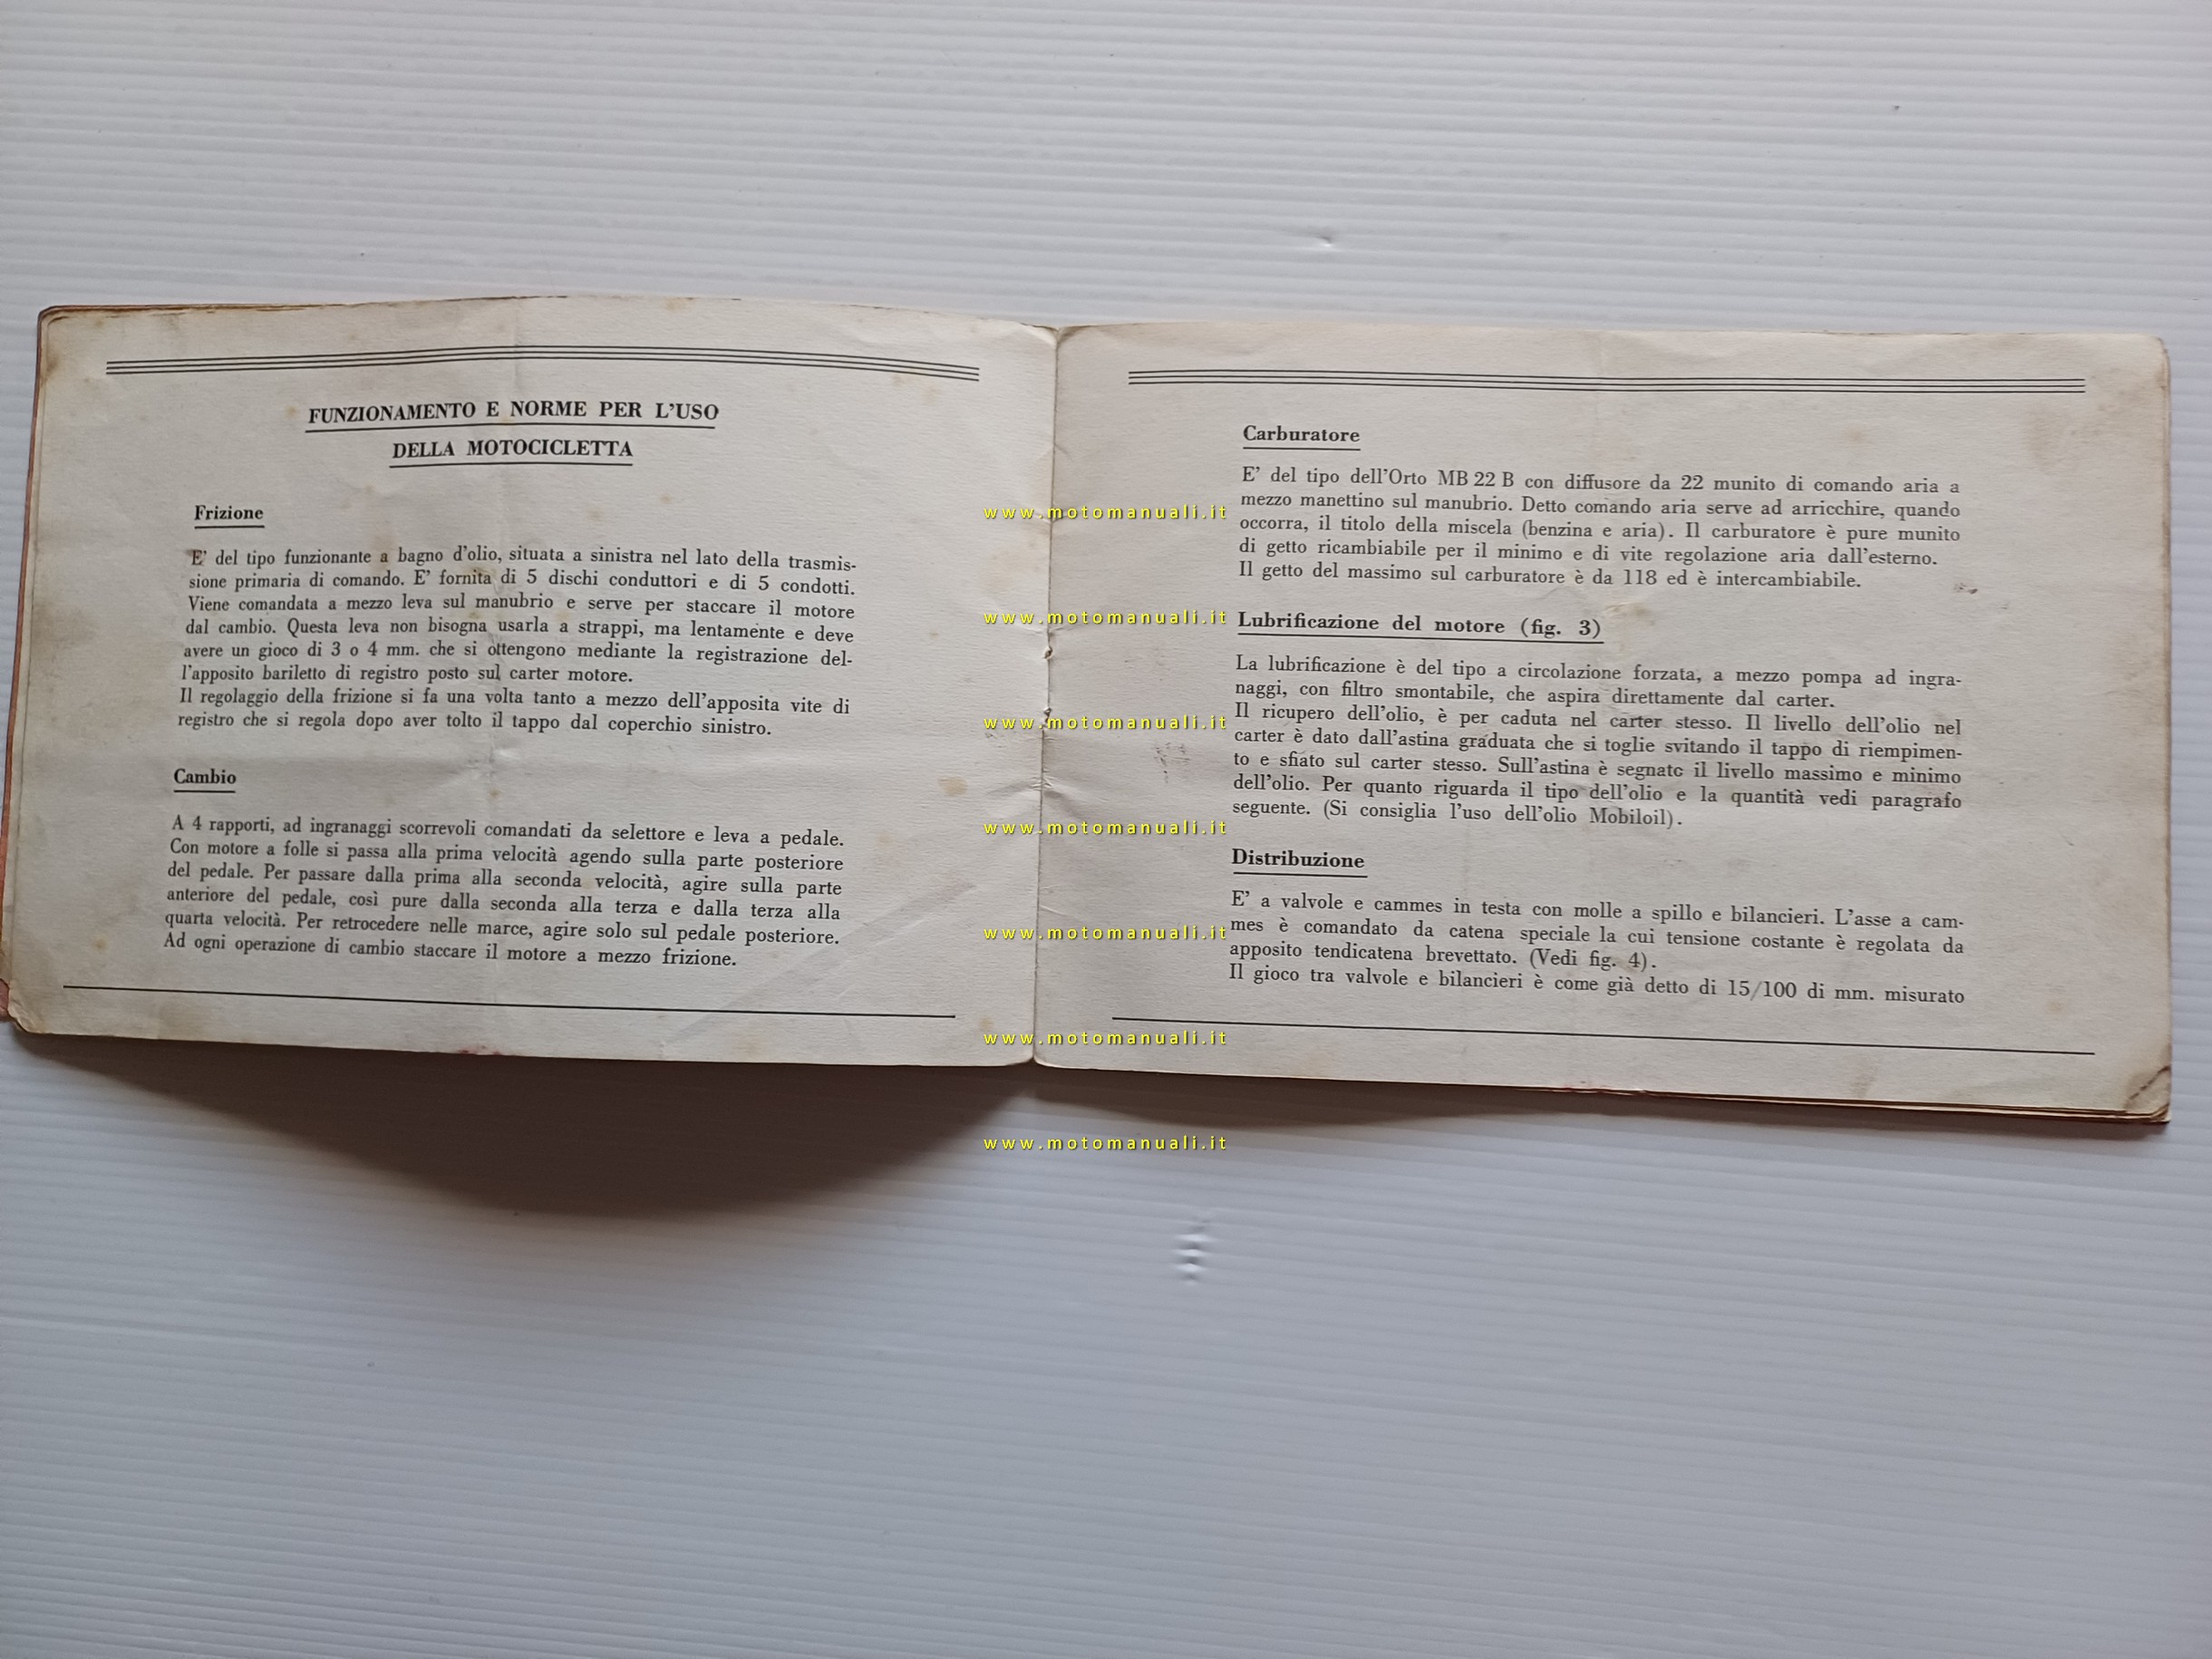 FUNZIONAMENTO E NORME PER L'USO
DELLA MOTOCICLETTA
Frizione
E' del tipo funzionante a bagno d'olio, situata a sinistra nel lato della trasmis-
sione primaria di comando. E' fornita di 5 dischi conduttori e di 5 condotti.
Viene comandata a mezzo leva sul manubrio e serve per staccare il motore
dal cambio. Questa leva non bisogna usarla a strappi, ma lentamente e deve
avere un gioco di 3 o 4 mm. che si ottengono mediante la registrazione del-
l'apposito bariletto di registro posto sul carter motore.
Il regolaggio della frizione si fa una volta tanto a mezzo dell'apposita vite di
registro che si regola dopo aver tolto il tappo dal coperchio sinistro.
Cambio
A 4 rapporti, ad ingranaggi scorrevoli comandati da selettore e leva a pedale.
Con motore a folle si passa alla prima velocità agendo sulla parte posteriore
del pedale. Per passare dalla prima alla seconda velocità, agire sulla parte
anteriore del pedale, così pure dalla seconda alla terza e dalla terza alla
quarta velocità. Per retrocedere nelle marce, agire solo sul pedale posteriore.
Ad ogni operazione di cambio staccare il motore a mezzo frizione.
Carburatore
E' del tipo dell'Orto MB 22 B con diffusore da 22 munito di comando aria a
mezzo manettino sul manubrio. Detto comando aria serve ad arricchire, quando
occorra, il titolo della miscela (benzina e aria). Il carburatore è pure munito
di getto ricambiabile per il minimo e di vite regolazione aria dall'esterno.
Il getto del massimo sul carburatore è da 118 ed è intercambiabile.
Lubrificazione del motore (fig. 3)
La lubrificazione è del tipo a circolazione forzata, a mezzo pompa ad ingra-
naggi, con filtro smontabile, che aspira direttamente dal carter.
Il ricupero dell'olio, è per caduta nel carter stesso. Il livello dell'olio nel
carter è dato dall'astina graduata che si toglie svitando il tappo di riempimen-
to e sfiato sul carter stesso. Sull'astina è segnato il livello massimo e minimo
dell'olio. Per quanto riguarda il tipo dell'olio e la quantità vedi paragrafo
seguente. (Si consiglia l'uso dell'olio Mobiloil).
Distribuzione
E' a valvole e cammes in testa con molle a spillo e bilancieri. L'asse a cam-
mes è comandato da catena speciale la cui tensione costante è regolata da
apposito tendicatena brevettato. (Vedi fig. 4).
Il gioco tra valvole e bilancieri è come già detto di 15/100 di mm. misurato
www.motomanuali.it
www.motomanuali.it
www.motomanuali.it
www.motomanuali.it
www.motomanuali.it
www.motomanuali.it
www.motomanuali.it